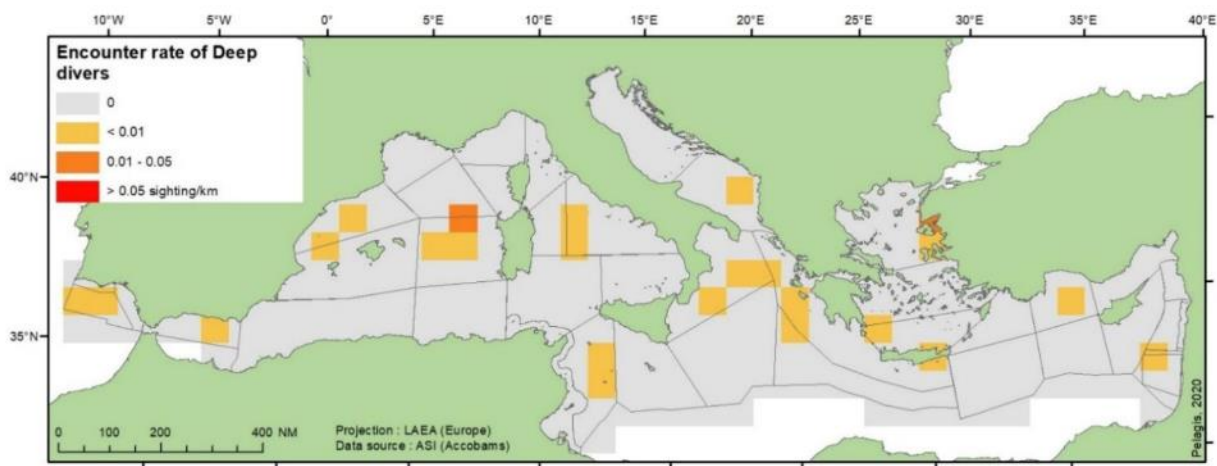 10°W 5°W 0° 5°E 10°E 15°E 20°E 25°E 30°E 35°E 40°E
Encounter rate of Deep
divers
0
< 0.01
0.01 - 0.05
> 0.05 sighting/km
40°N
35°N
0 100 200 400 NM
Projection : LAEA (Europe)
Data source : ASI (Accobams)
Pelagis, 2020